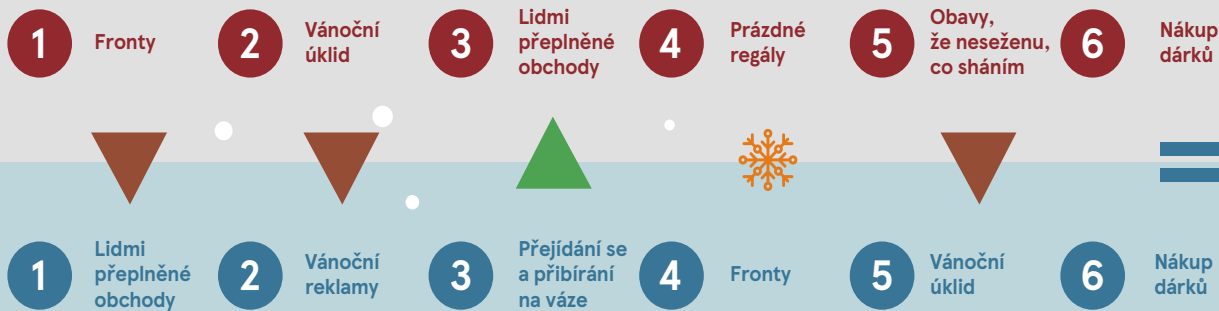 1
Fronty
2
Vánoční
úklid
3
Lidmi
přeplněné
obchody
4
Prázdné
regály
5
Obavy,
že neseženu,
co sháním
6
Nákup
dárků
1
Lidmi
přeplněné
obchody
2
Vánoční
reklamy
3
Přejídání se
a přibírání
na váze
4
Fronty
5
Vánoční
úklid
6
Nákup
dárků